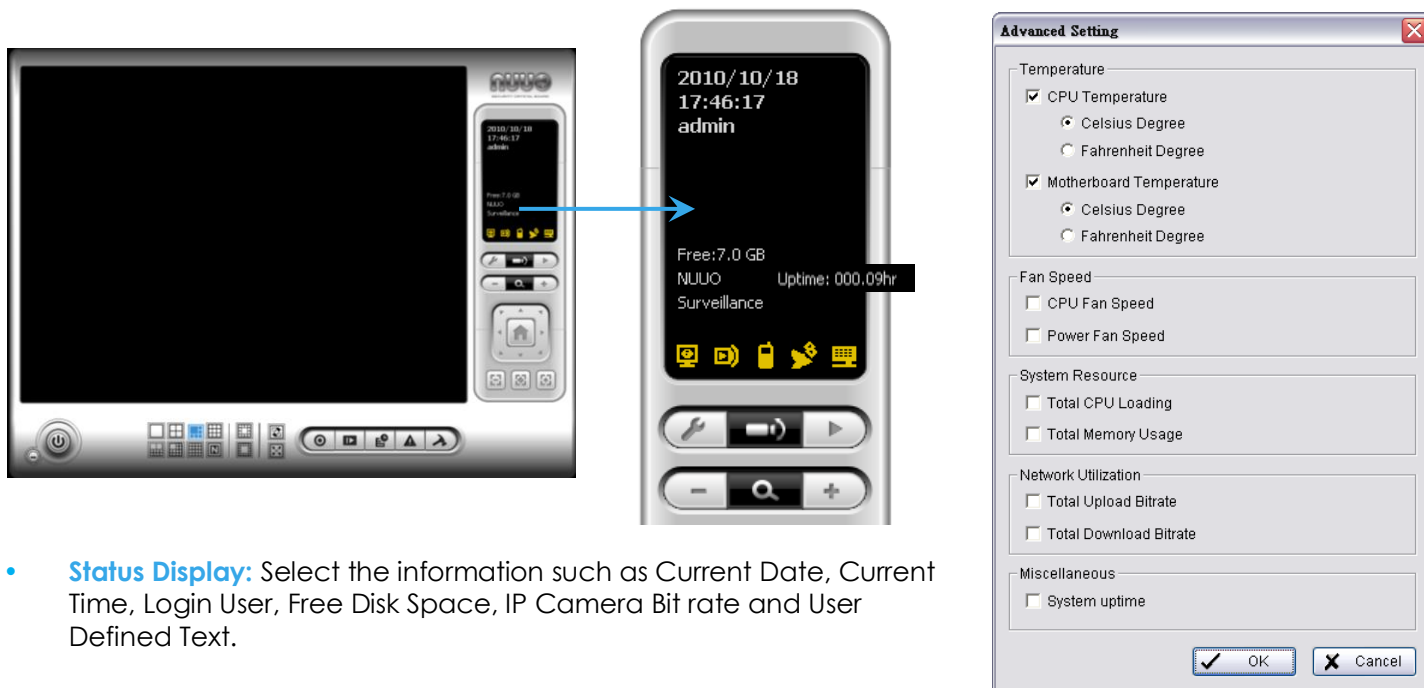 NUUO
2010/10/18
17:46:17
admin
Free:7.0 GB
NUUO
Surveillance
2010/10/18
17:46:17
admin
Free:7.0 GB
NUUO Uptime: 000.09hr
Surveillance
• Status Display: Select the information such as Current Date, Current
Time, Login User, Free Disk Space, IP Camera Bit rate and User
Defined Text.
Advanced Setting
Temperature
CPU Temperature
Celsius Degree
Fahrenheit Degree
Motherboard Temperature
Celsius Degree
Fahrenheit Degree
Fan Speed
CPU Fan Speed
Power Fan Speed
System Resource
Total CPU Loading
Total Memory Usage
Network Utilization
Total Upload Bitrate
Total Download Bitrate
Miscellaneous
System uptime
OK Cancel